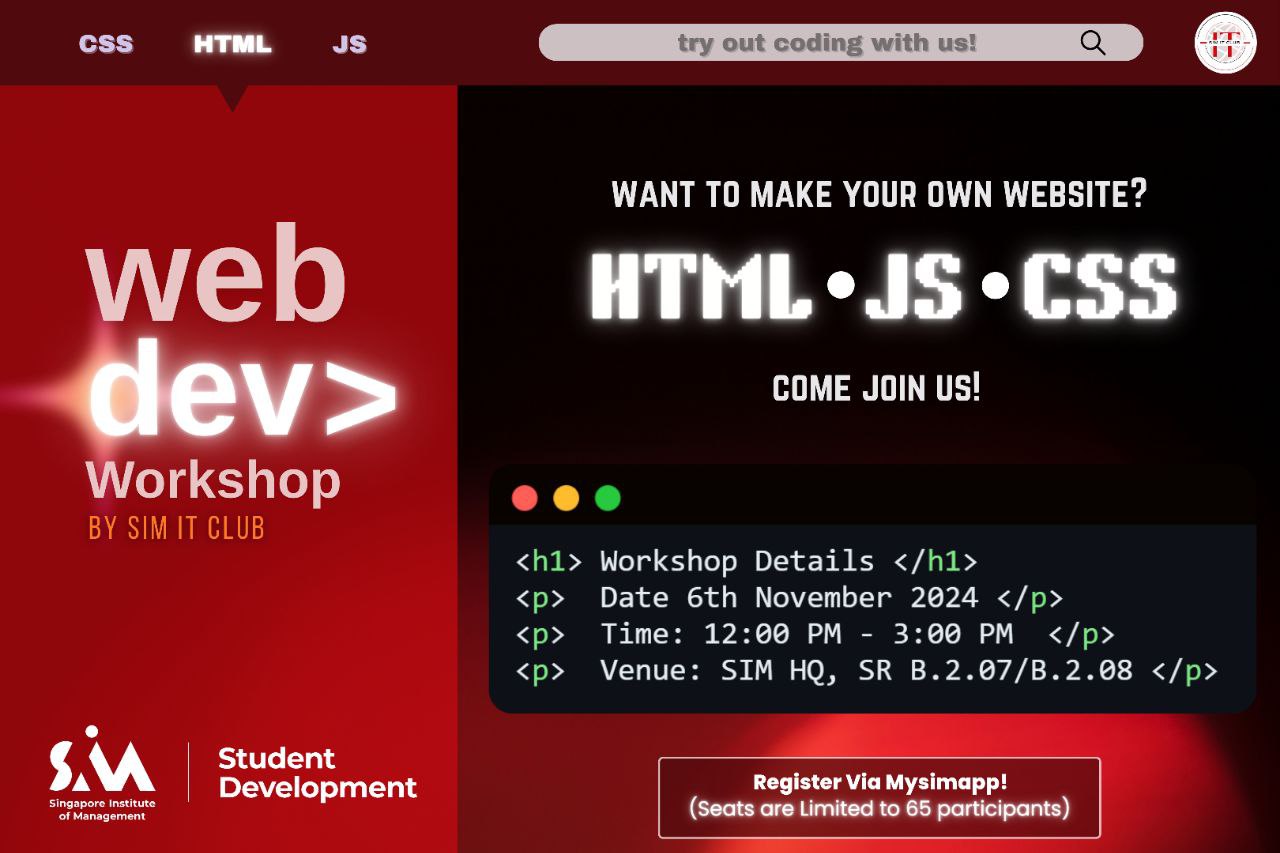 CSS HTML JS
try out coding with us!
SIM IT CLUB
web
dev>
Workshop
BY SIM IT CLUB
WANT TO MAKE YOUR OWN WEBSITE?
HTML • JS • CSS
COME JOIN US!
<h1> Workshop Details </h1>
<p>  Date 6th November 2024 </p>
<p>  Time: 12:00 PM - 3:00 PM  </p>
<p>  Venue: SIM HQ, SR B.2.07/B.2.08 </p>
SIM
Singapore Institute
of Management
Student
Development
Register Via Mysimapp!
(Seats are Limited to 65 participants)